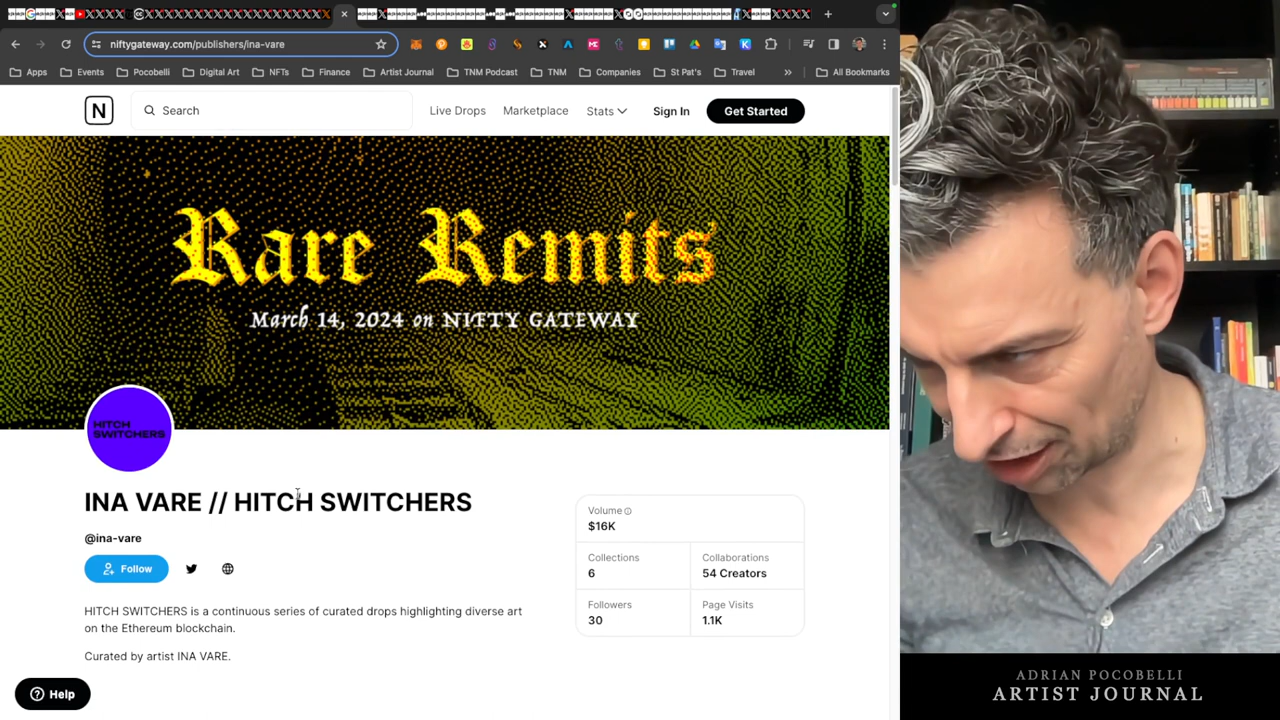 niftygateway.com/publishers/ina-vare
Apps
Events
Pocobelli
Digital Art
NFTs
Finance
Artist Journal
TNM Podcast
TNM
Companies
St Pat's
Travel
»
All Bookmarks
N
Search
Live Drops
Marketplace
Stats
Sign In
Get Started
Rare Remits
March 14, 2024 on NIFTY GATEWAY
HITCH
SWITCHERS
INA VARE // HITCH SWITCHERS
@ina-vare
Follow
HITCH SWITCHERS is a continuous series of curated drops highlighting diverse art
on the Ethereum blockchain.
Curated by artist INA VARE.
Volume
$16K
Collections
6
Collaborations
54 Creators
Followers
30
Page Visits
1.1K
Help
ADRIAN POCOBELLI
ARTIST JOURNAL